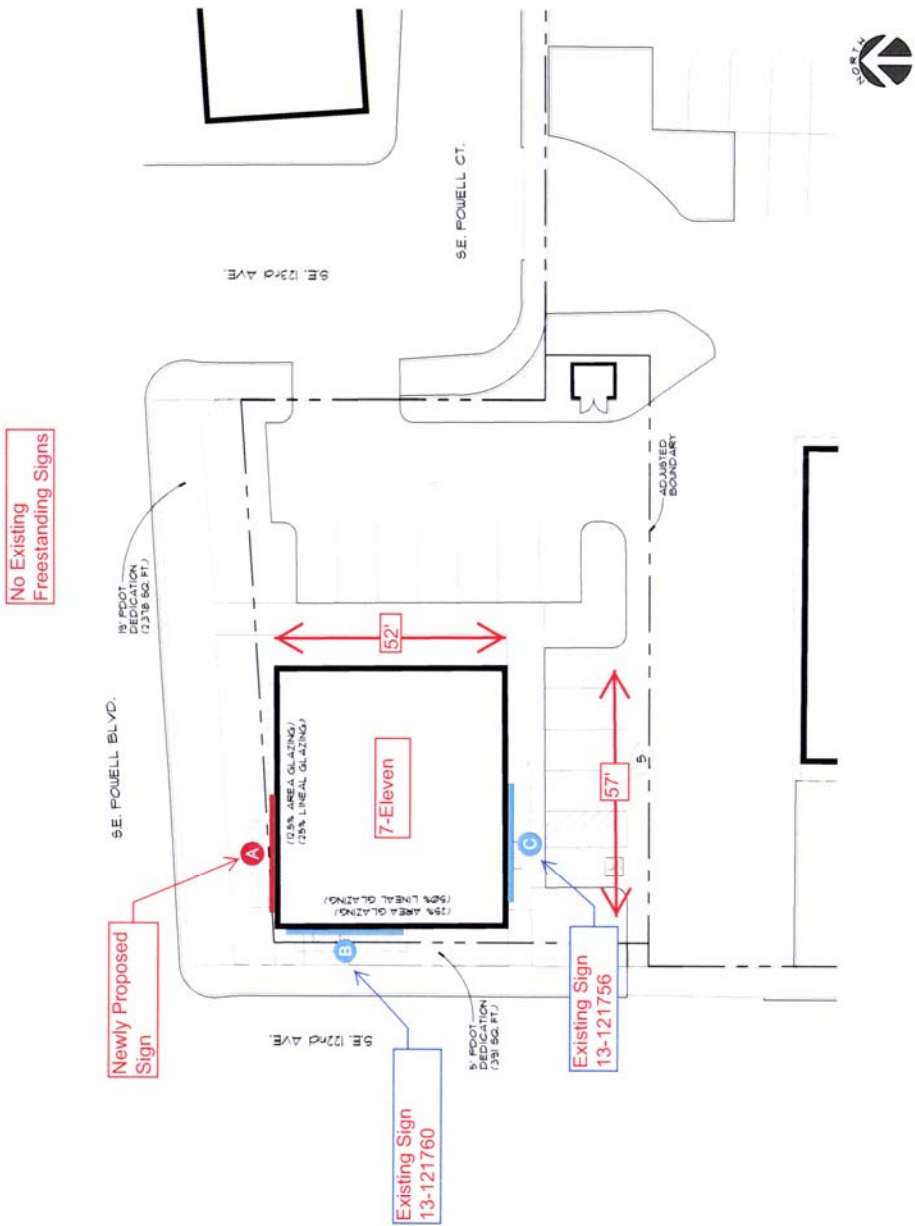 No Existing
Freestanding Signs
NORTH
S.E. POWELL BLVD.
15' PDOT
DEDICATION
(2378 SQ. FT.)
S.E. 123rd AVE.
S.E. POWELL CT.
Newly Proposed
Sign
A
(12.5% AREA GLAZING)
(25% LINEAL GLAZING)
52'
7-Eleven
(25% AREA GLAZING)
(50% LINEAL GLAZING)
B
C
S.E. 122nd AVE.
5' PDOT
DEDICATION
(391 SQ. FT.)
57'
5'
ADJUSTED
BOUNDARY
Existing Sign
13-121760
Existing Sign
13-121756